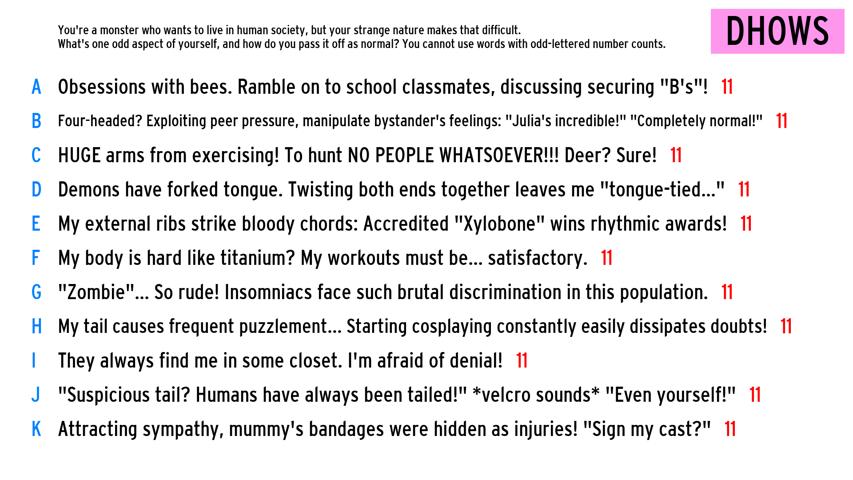 You're a monster who wants to live in human society, but your strange nature makes that difficult.
What's one odd aspect of yourself, and how do you pass it off as normal? You cannot use words with odd-lettered number counts.
DHOWS
A Obsessions with bees. Ramble on to school classmates, discussing securing "B's"! 11
B Four-headed? Exploiting peer pressure, manipulate bystander's feelings: "Julia's incredible!" "Completely normal!" 11
C HUGE arms from exercising! To hunt NO PEOPLE WHATSOEVER!!! Deer? Sure! 11
D Demons have forked tongue. Twisting both ends together leaves me "tongue-tied..." 11
E My external ribs strike bloody chords: Accredited "Xylobone" wins rhythmic awards! 11
F My body is hard like titanium? My workouts must be... satisfactory. 11
G "Zombie"... So rude! Insomniacs face such brutal discrimination in this population. 11
H My tail causes frequent puzzlement... Starting cosplaying constantly easily dissipates doubts! 11
I They always find me in some closet. I'm afraid of denial! 11
J "Suspicious tail? Humans have always been tailed!" *velcro sounds* "Even yourself!" 11
K Attracting sympathy, mummy's bandages were hidden as injuries! "Sign my cast?" 11